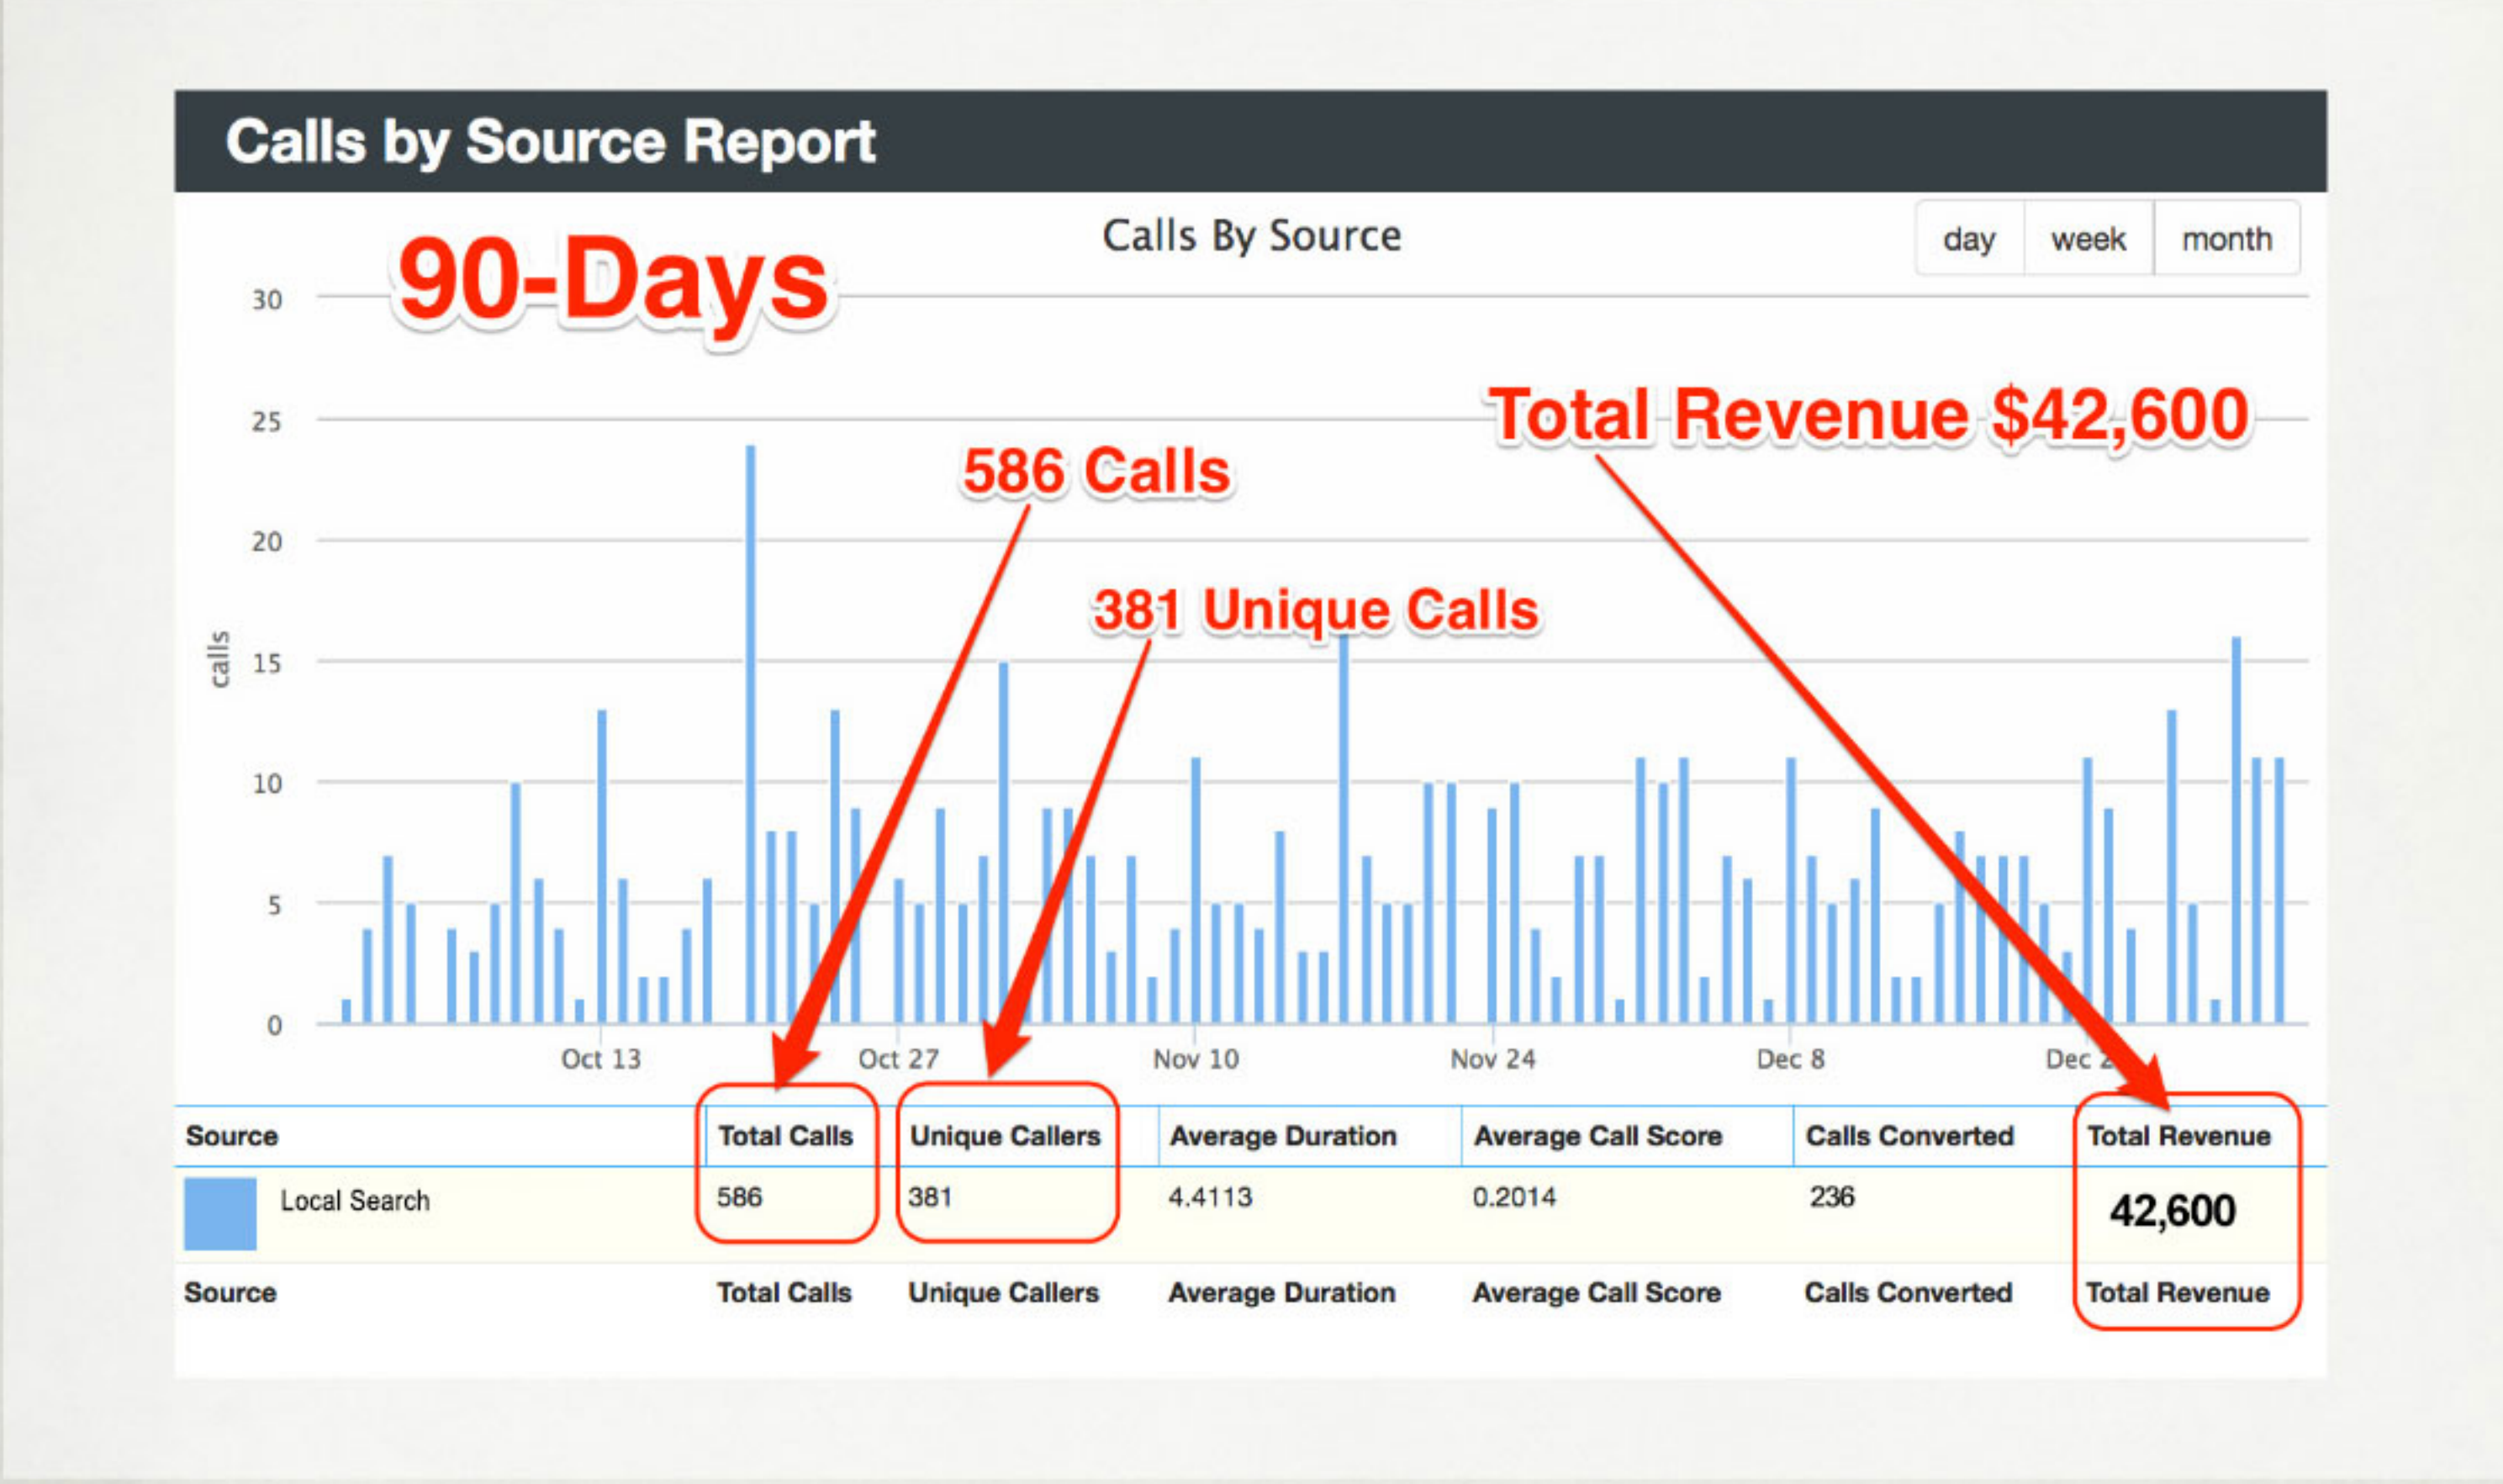 Calls by Source Report
90-Days
Calls By Source
day week month
30
Total Revenue $42,600
25
586 Calls
20
381 Unique Calls
calls
15
10
5
0
Oct 13 Oct 27 Nov 10 Nov 24 Dec 8 Dec
Source Total Calls Unique Callers Average Duration Average Call Score Calls Converted Total Revenue
Local Search 586 381 4.4113 0.2014 236 42,600
Source Total Calls Unique Callers Average Duration Average Call Score Calls Converted Total Revenue